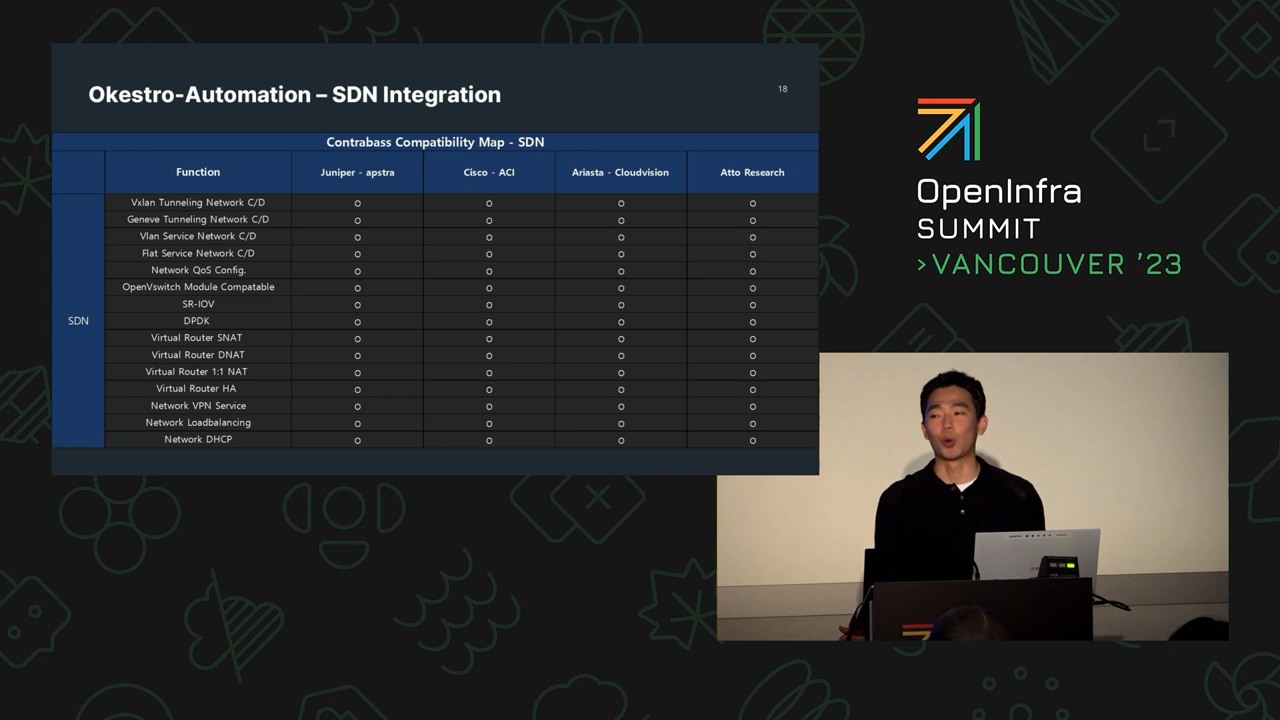 Okestro-Automation – SDN Integration
18
Contrabass Compatibility Map - SDN
Function Juniper - apstra Cisco - ACI Ariasta - Cloudvision Atto Research
SDN
Vxlan Tunneling Network C/D O O O O
Geneve Tunneling Network C/D O O O O
Vlan Service Network C/D O O O O
Flat Service Network C/D O O O O
Network QoS Config. O O O O
OpenVswitch Module Compatable O O O O
SR-IOV O O O O
DPDK O O O O
Virtual Router SNAT O O O O
Virtual Router DNAT O O O O
Virtual Router 1:1 NAT O O O O
Virtual Router HA O O O O
Network VPN Service O O O O
Network Loadbalancing O O O O
Network DHCP O O O O
OpenInfra
SUMMIT
>VANCOUVER '23